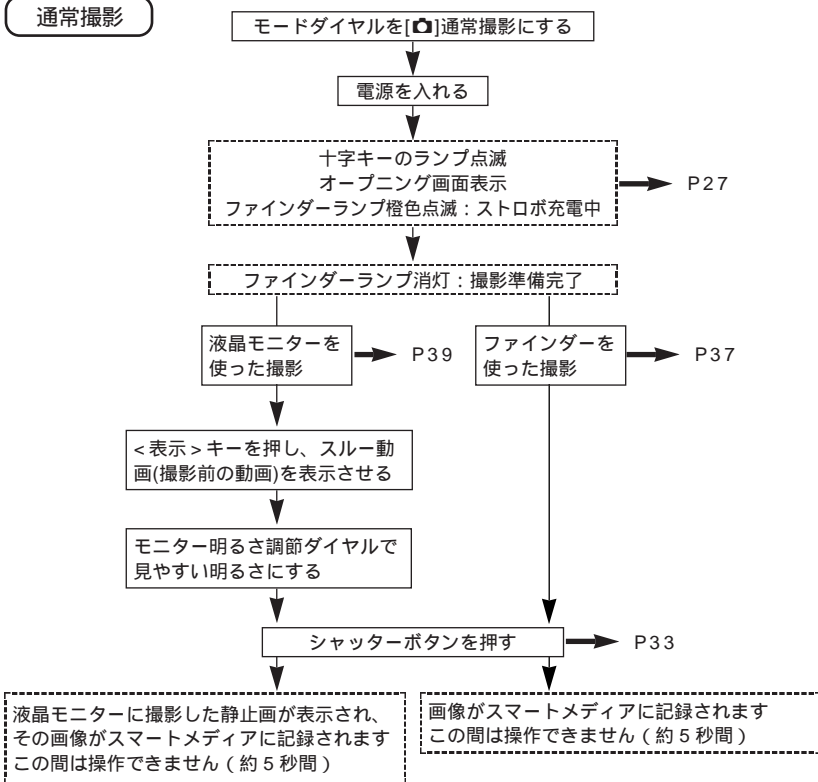 通常撮影
モードダイヤルを[📷]通常撮影にする
電源を入れる
十字キーのランプ点滅
オープニング画面表示
ファインダーランプ橙色点滅：ストロボ充電中
P27
ファインダーランプ消灯：撮影準備完了
液晶モニターを
使った撮影
P39
ファインダーを
使った撮影
P37
<表示>キーを押し、スルー動
画(撮影前の動画)を表示させる
モニター明るさ調節ダイヤルで
見やすい明るさにする
シャッターボタンを押す
P33
液晶モニターに撮影した静止画が表示され、
その画像がスマートメディアに記録されます
この間は操作できません（約5秒間）
画像がスマートメディアに記録されます
この間は操作できません（約5秒間）